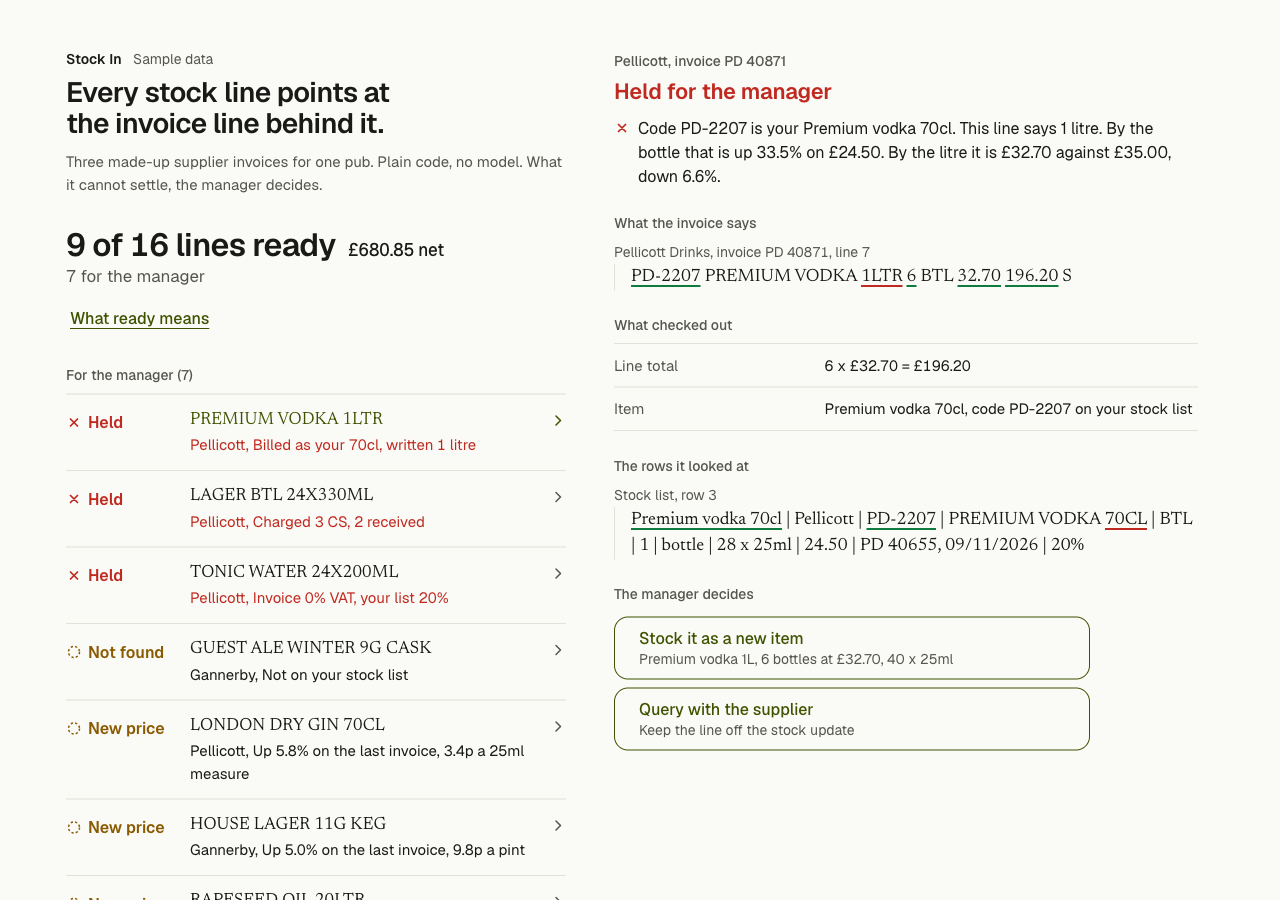 Stock In Sample data
Every stock line points at
the invoice line behind it.
Three made-up supplier invoices for one pub. Plain code, no model. What
it cannot settle, the manager decides.
9 of 16 lines ready £680.85 net
7 for the manager
What ready means
For the manager (7)
Held PREMIUM VODKA 1LTR
Pellicott, Billed as your 70cl, written 1 litre
Held LAGER BTL 24X330ML
Pellicott, Charged 3 CS, 2 received
Held TONIC WATER 24X200ML
Pellicott, Invoice 0% VAT, your list 20%
Not found GUEST ALE WINTER 9G CASK
Gannerby, Not on your stock list
New price LONDON DRY GIN 70CL
Pellicott, Up 5.8% on the last invoice, 3.4p a 25ml
measure
New price HOUSE LAGER 11G KEG
Gannerby, Up 5.0% on the last invoice, 9.8p a pint
RAPESEED OIL 20LTR
Pellicott, invoice PD 40871
Held for the manager
Code PD-2207 is your Premium vodka 70cl. This line says 1 litre. By the
bottle that is up 33.5% on £24.50. By the litre it is £32.70 against £35.00,
down 6.6%.
What the invoice says
Pellicott Drinks, invoice PD 40871, line 7
PD-2207 PREMIUM VODKA 1LTR 6 BTL 32.70 196.20 S
What checked out
Line total 6 x £32.70 = £196.20
Item Premium vodka 70cl, code PD-2207 on your stock list
The rows it looked at
Stock list, row 3
Premium vodka 70cl | Pellicott | PD-2207 | PREMIUM VODKA 70CL | BTL
| 1 | bottle | 28 x 25ml | 24.50 | PD 40655, 09/11/2026 | 20%
The manager decides
Stock it as a new item
Premium vodka 1L, 6 bottles at £32.70, 40 x 25ml
Query with the supplier
Keep the line off the stock update